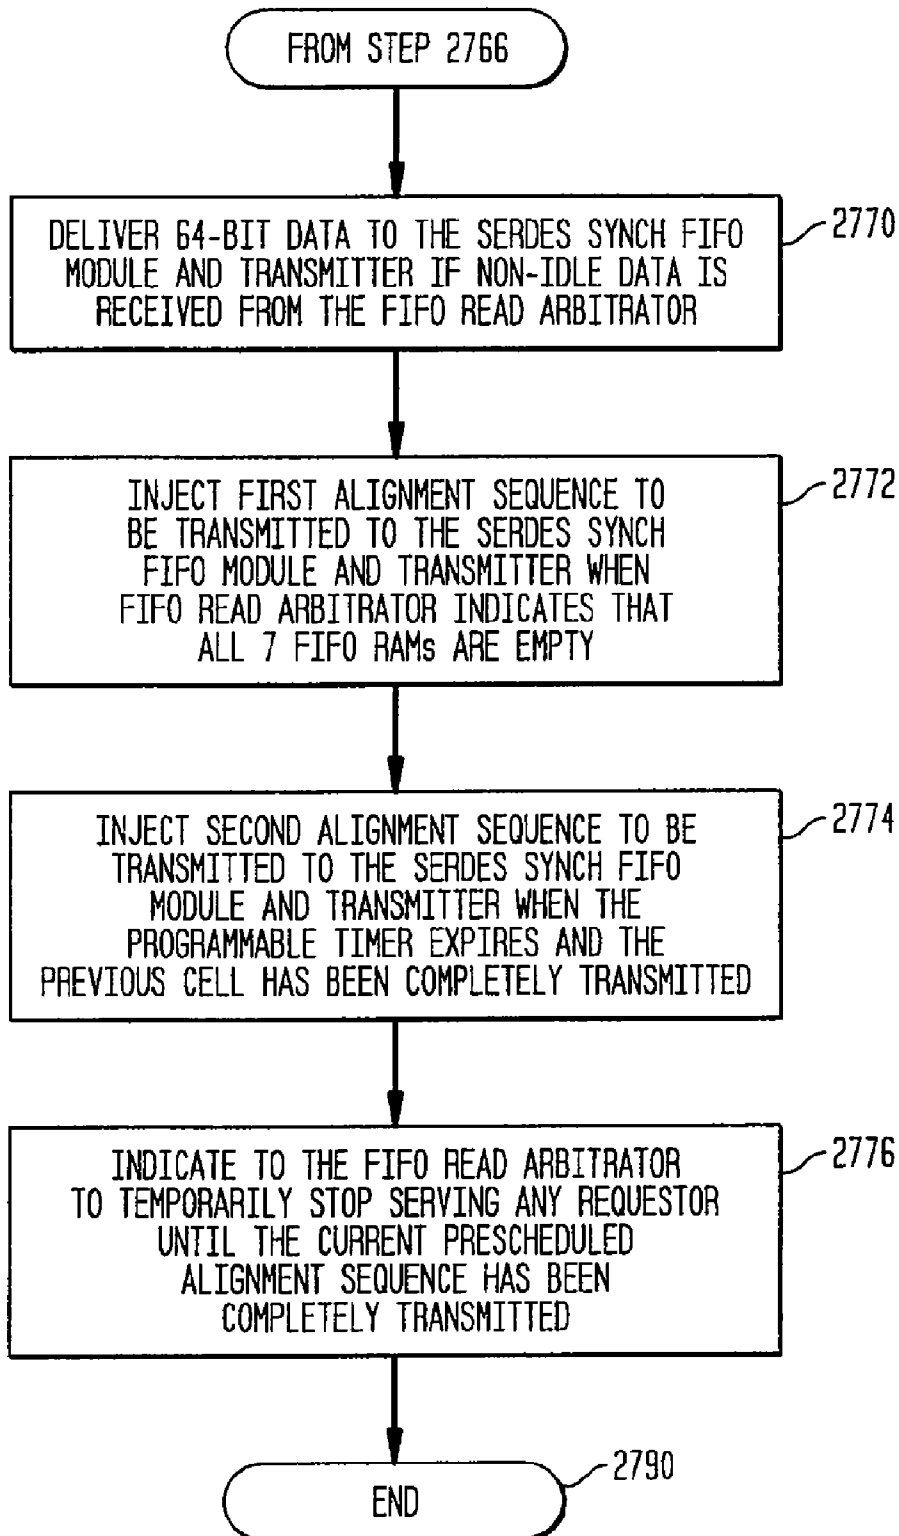 FROM STEP 2766
DELIVER 64-BIT DATA TO THE SERDES SYNCH FIFO
MODULE AND TRANSMITTER IF NON-IDLE DATA IS
RECEIVED FROM THE FIFO READ ARBITRATOR
2770
INJECT FIRST ALIGNMENT SEQUENCE TO
BE TRANSMITTED TO THE SERDES SYNCH
FIFO MODULE AND TRANSMITTER WHEN
FIFO READ ARBITRATOR INDICATES THAT
ALL 7 FIFO RAMs ARE EMPTY
2772
INJECT SECOND ALIGNMENT SEQUENCE TO BE
TRANSMITTED TO THE SERDES SYNCH FIFO
MODULE AND TRANSMITTER WHEN THE
PROGRAMMABLE TIMER EXPIRES AND THE
PREVIOUS CELL HAS BEEN COMPLETELY TRANSMITTED
2774
INDICATE TO THE FIFO READ ARBITRATOR
TO TEMPORARILY STOP SERVING ANY REQUESTOR
UNTIL THE CURRENT PRESCHEDULED
ALIGNMENT SEQUENCE HAS BEEN
COMPLETELY TRANSMITTED
2776
END
2790